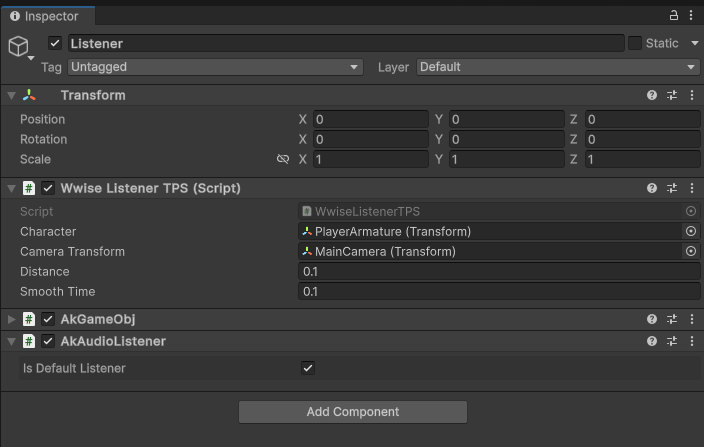 Inspector
Listener
Static
Tag Untagged Layer Default
Transform
Position X 0 Y 0 Z 0
Rotation X 0 Y 0 Z 0
Scale X 1 Y 1 Z 1
# Wwise Listener TPS (Script)
Script # WwiseListenerTPS
Character PlayerArmature (Transform)
Camera Transform MainCamera (Transform)
Distance 0.1
Smooth Time 0.1
# AkGameObj
# AkAudioListener
Is Default Listener
Add Component